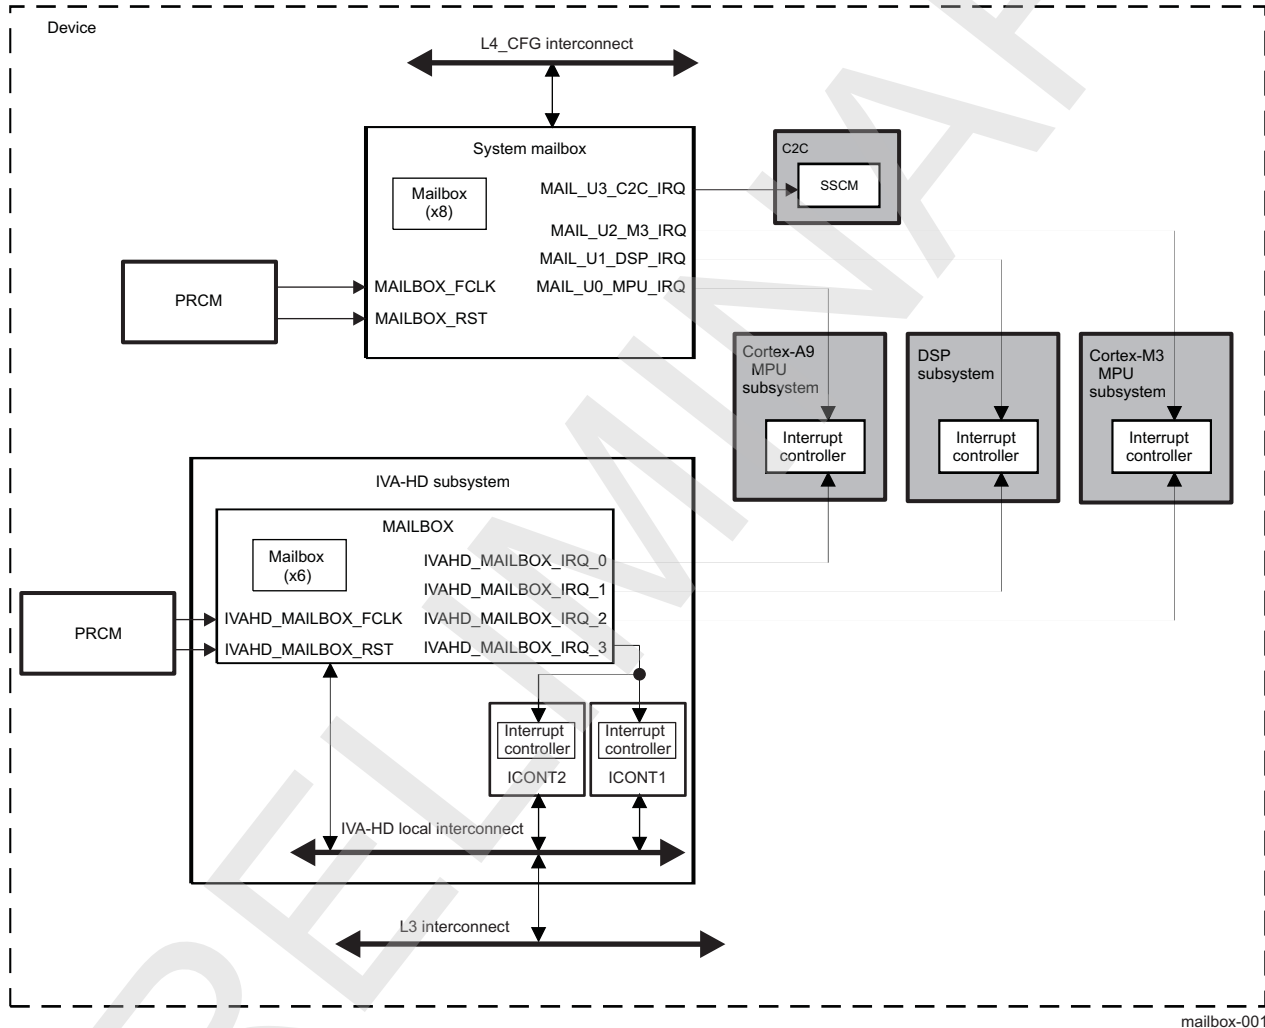 Device
L4_CFG interconnect
System mailbox
Mailbox
(x8)
MAIL_U3_C2C_IRQ
MAIL_U2_M3_IRQ
MAIL_U1_DSP_IRQ
MAIL_U0_MPU_IRQ
MAILBOX_FCLK
MAILBOX_RST
PRCM
C2C
SSCM
Cortex-A9
MPU
subsystem
Interrupt
controller
DSP
subsystem
Interrupt
controller
Cortex-M3
MPU
subsystem
Interrupt
controller
IVA-HD subsystem
MAILBOX
Mailbox
(x6)
IVAHD_MAILBOX_IRQ_0
IVAHD_MAILBOX_IRQ_1
IVAHD_MAILBOX_FCLK
IVAHD_MAILBOX_IRQ_2
IVAHD_MAILBOX_RST
IVAHD_MAILBOX_IRQ_3
PRCM
Interrupt
controller
ICONT2
Interrupt
controller
ICONT1
IVA-HD local interconnect
L3 interconnect
mailbox-001
PRELIMINAR